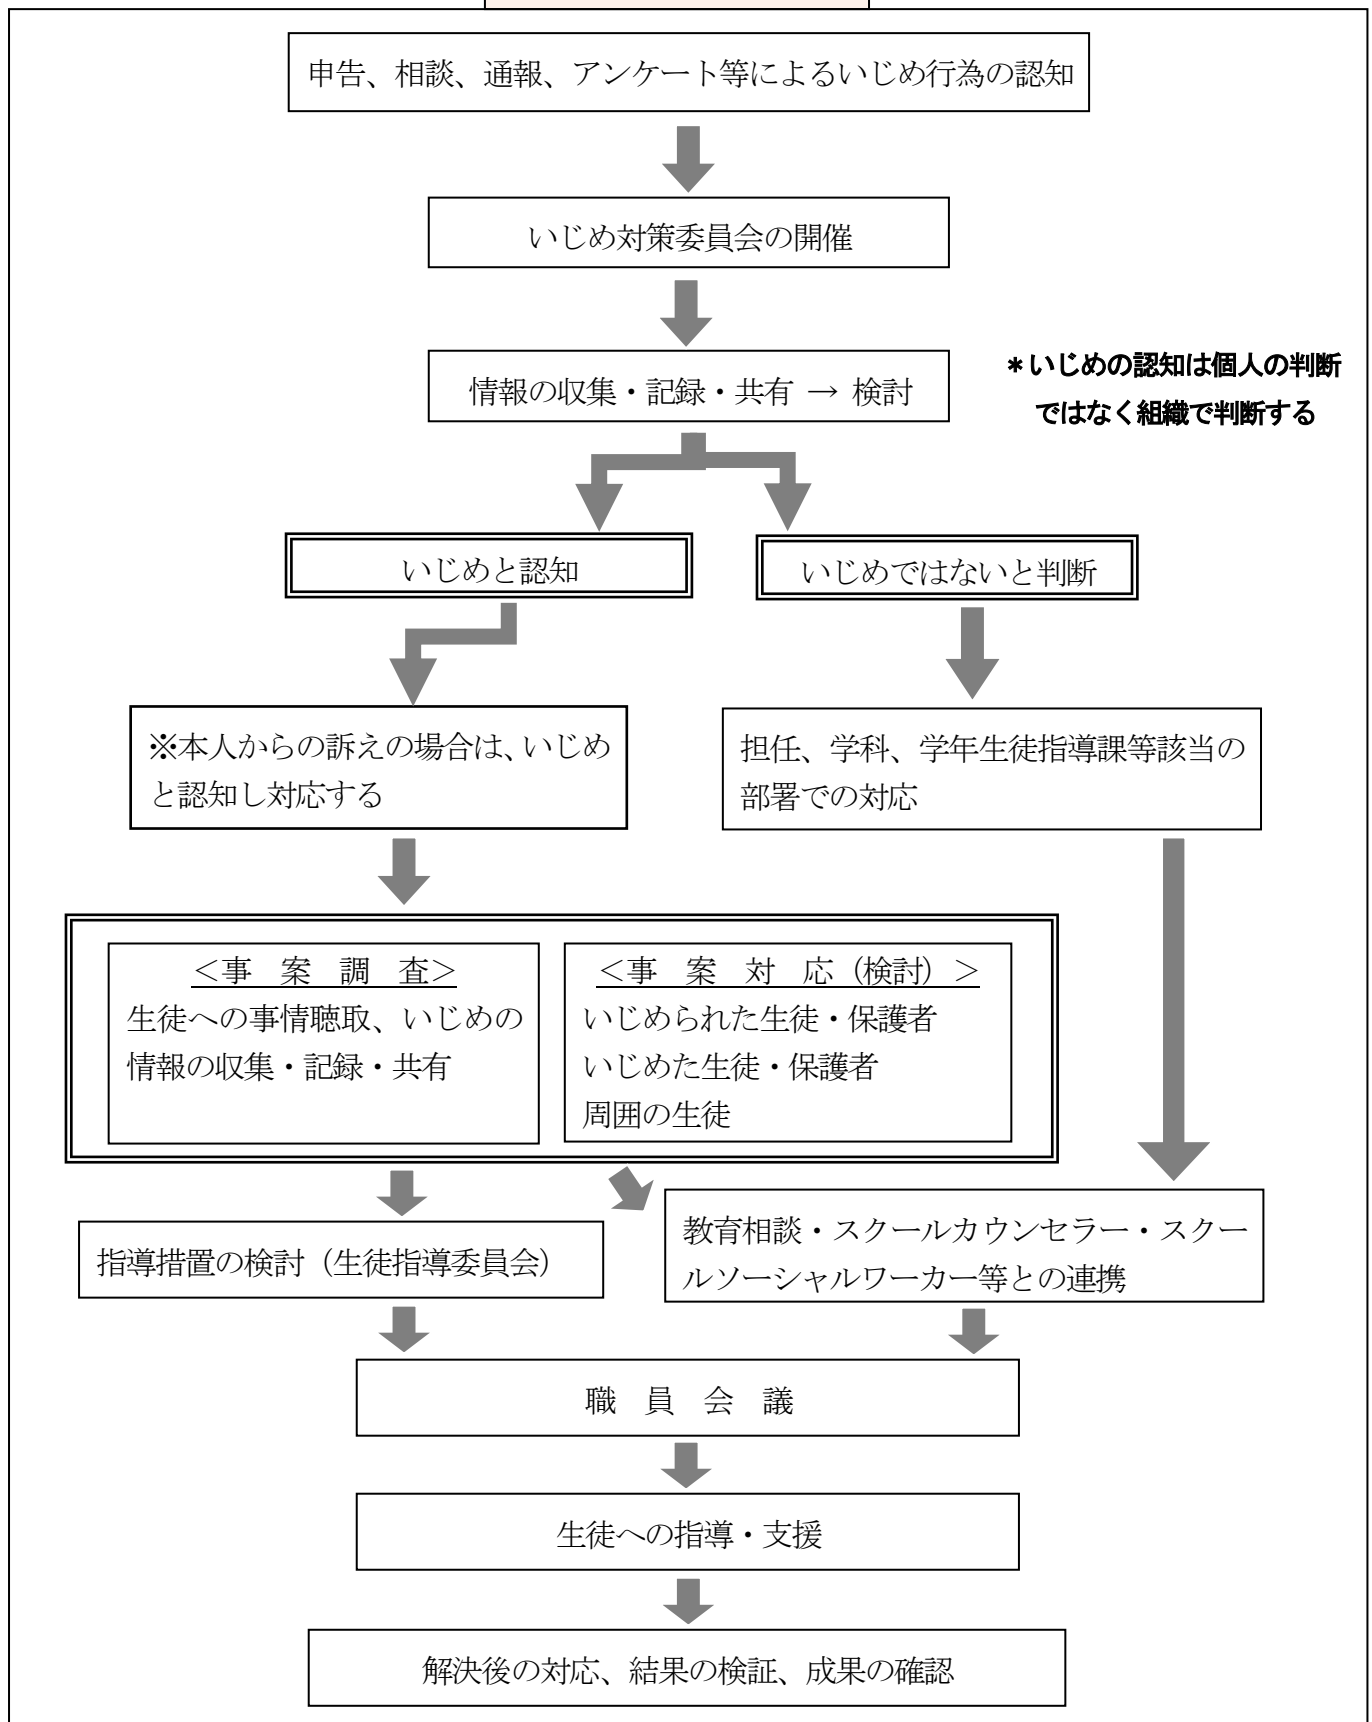 申告、相談、通報、アンケート等によるいじめ行為の認知
いじめ対策委員会の開催
情報の収集・記録・共有 → 検討
*いじめの認知は個人の判断
ではなく組織で判断する
いじめと認知
いじめではないと判断
※本人からの訴えの場合は、いじめ
と認知し対応する
担任、学科、学年生徒指導課等該当の
部署での対応
<事 案 調 査>
生徒への事情聴取、いじめの
情報の収集・記録・共有
<事 案 対 応(検討)>
いじめられた生徒・保護者
いじめた生徒・保護者
周囲の生徒
指導措置の検討(生徒指導委員会)
教育相談・スクールカウンセラー・スクー
ルソーシャルワーカー等との連携
職 員 会 議
生徒への指導・支援
解決後の対応、結果の検証、成果の確認